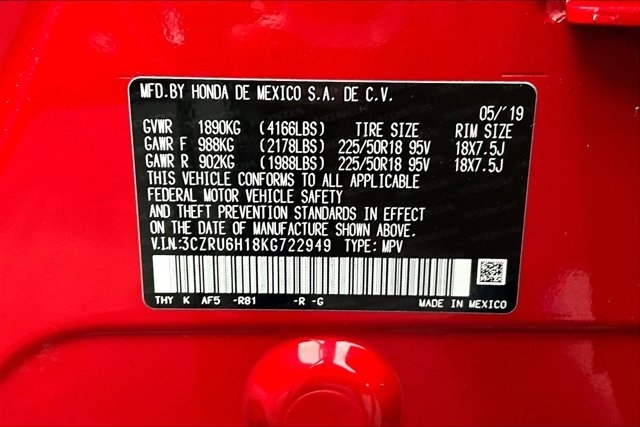 MFD.BY HONDA DE MEXICO S.A. DE C.V.
05/'19
GVWR 1890KG (4166LBS) TIRE SIZE RIM SIZE
GAWR F 988KG (2178LBS) 225/50R18 95V 18X7.5J
GAWR R 902KG (1988LBS) 225/50R18 95V 18X7.5J
THIS VEHICLE CONFORMS TO ALL APPLICABLE
FEDERAL MOTOR VEHICLE SAFETY
AND THEFT PREVENTION STANDARDS IN EFFECT
ON THE DATE OF MANUFACTURE SHOWN ABOVE.
V.I.N.:3CZRU6H18KG722949 TYPE: MPV
THY K AF5 -R81 -R -G MADE IN MEXICO